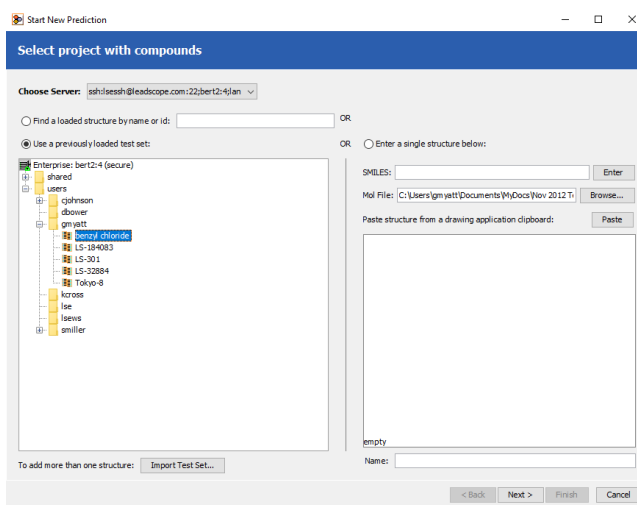 Start New Prediction
Select project with compounds
Choose Server: ssh:lsessh@leadscope.com:22;bert2:4;lan
Find a loaded structure by name or id:
OR
Use a previously loaded test set:
OR
Enter a single structure below:
Enterprise: bert2:4 (secure)
shared
users
cjohnson
dbower
gmyatt
benzyl chloride
LS-184083
LS-301
LS-32884
Tokyo-8
kcross
lse
lsews
smiller
SMILES:
Enter
Mol File: C:\Users\gmyatt\Documents\MyDocs\Nov 2012 T
Browse...
Paste structure from a drawing application clipboard:
Paste
empty
To add more than one structure: Import Test Set...
Name:
< Back Next > Finish Cancel